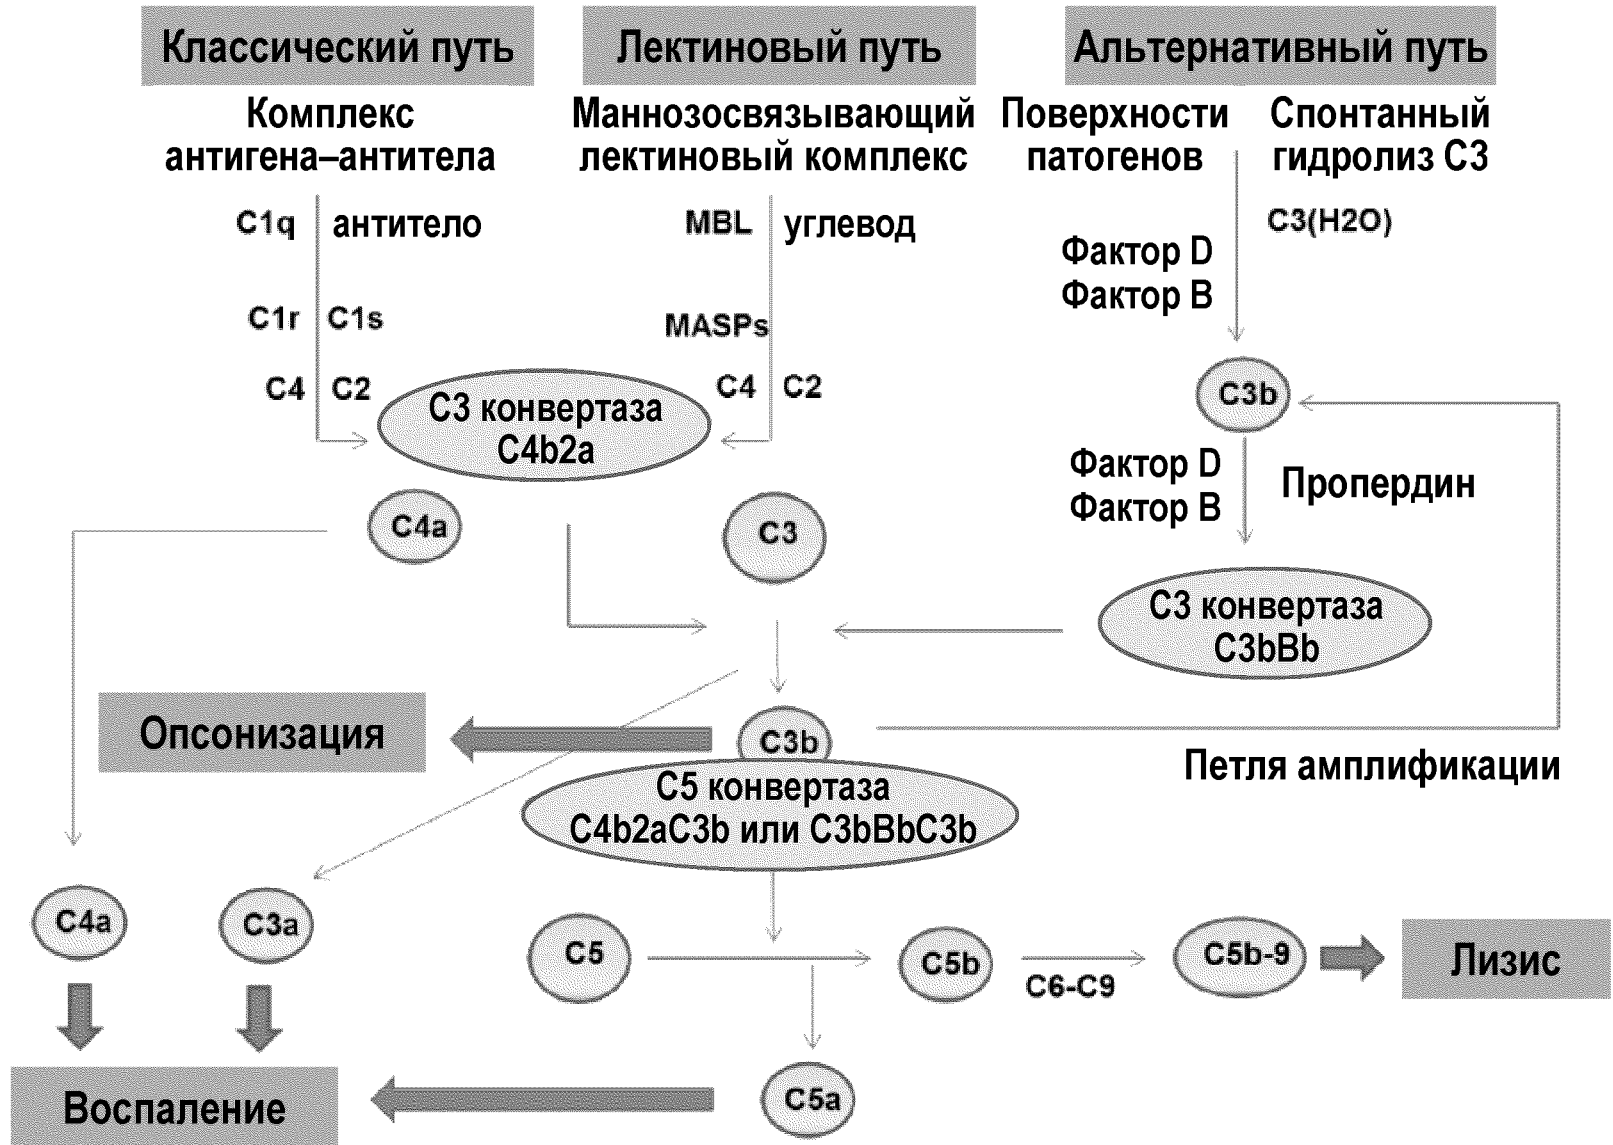 Классический путь
Лектиновый путь
Альтернативный путь
Комплекс
антигена–антитела
Маннозосвязывающий
лектиновый комплекс
Поверхности
патогенов
Спонтанный
гидролиз C3
C1q
антитело
MBL
углевод
C3(H2O)
Фактор D
Фактор B
C1r
C1s
MASPs
C4
C2
C3 конвертаза
C4b2a
C4
C2
C3b
Фактор D
Фактор B
Пропердин
C4a
C3
C3 конвертаза
C3bBb
Опсонизация
C3b
Петля амплификации
C5 конвертаза
C4b2aC3b или C3bBbC3b
C4a
C3a
C5
C5b
C6-C9
C5b-9
Лизис
Воспаление
C5a